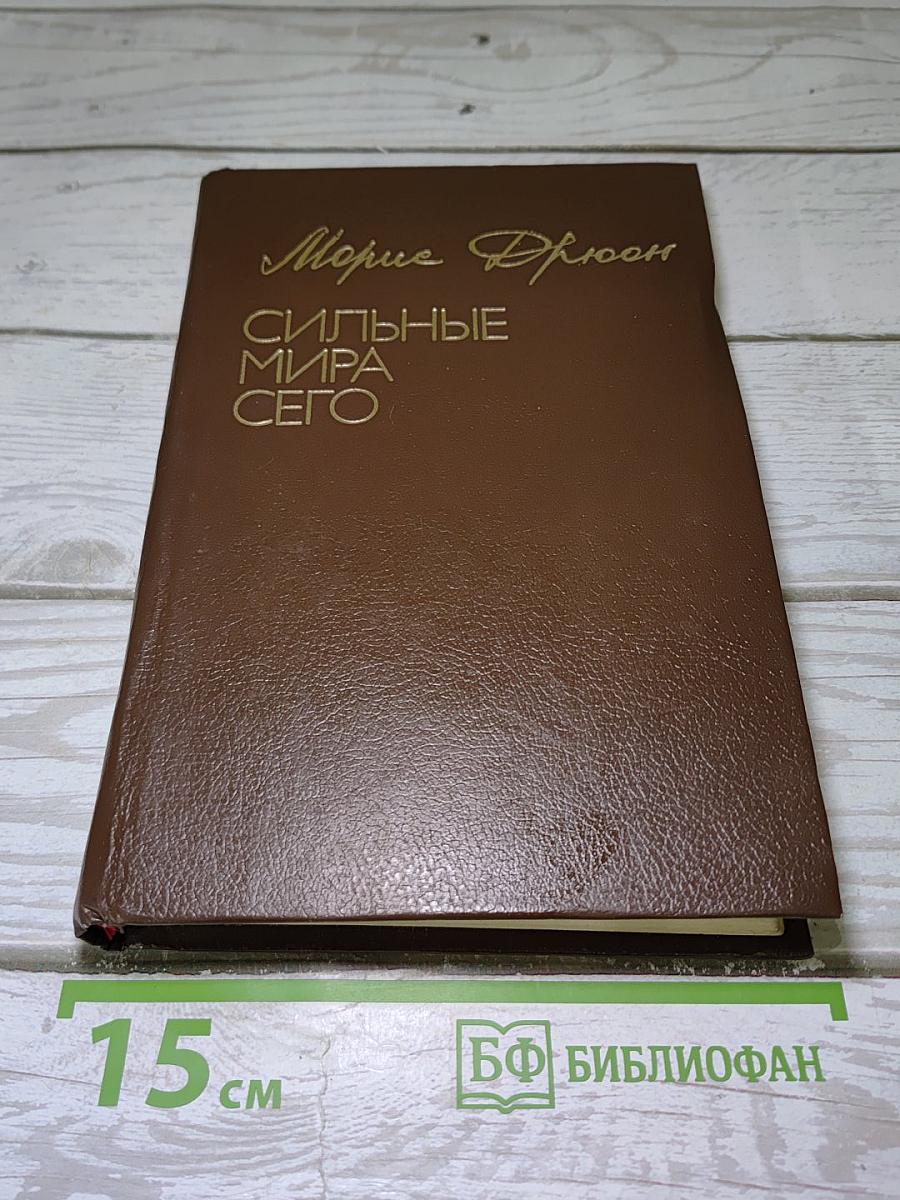 Морис Дрюон
СИЛЬНЫЕ
МИРА
СЕГО
15 см
БФ БИБЛИОФАН